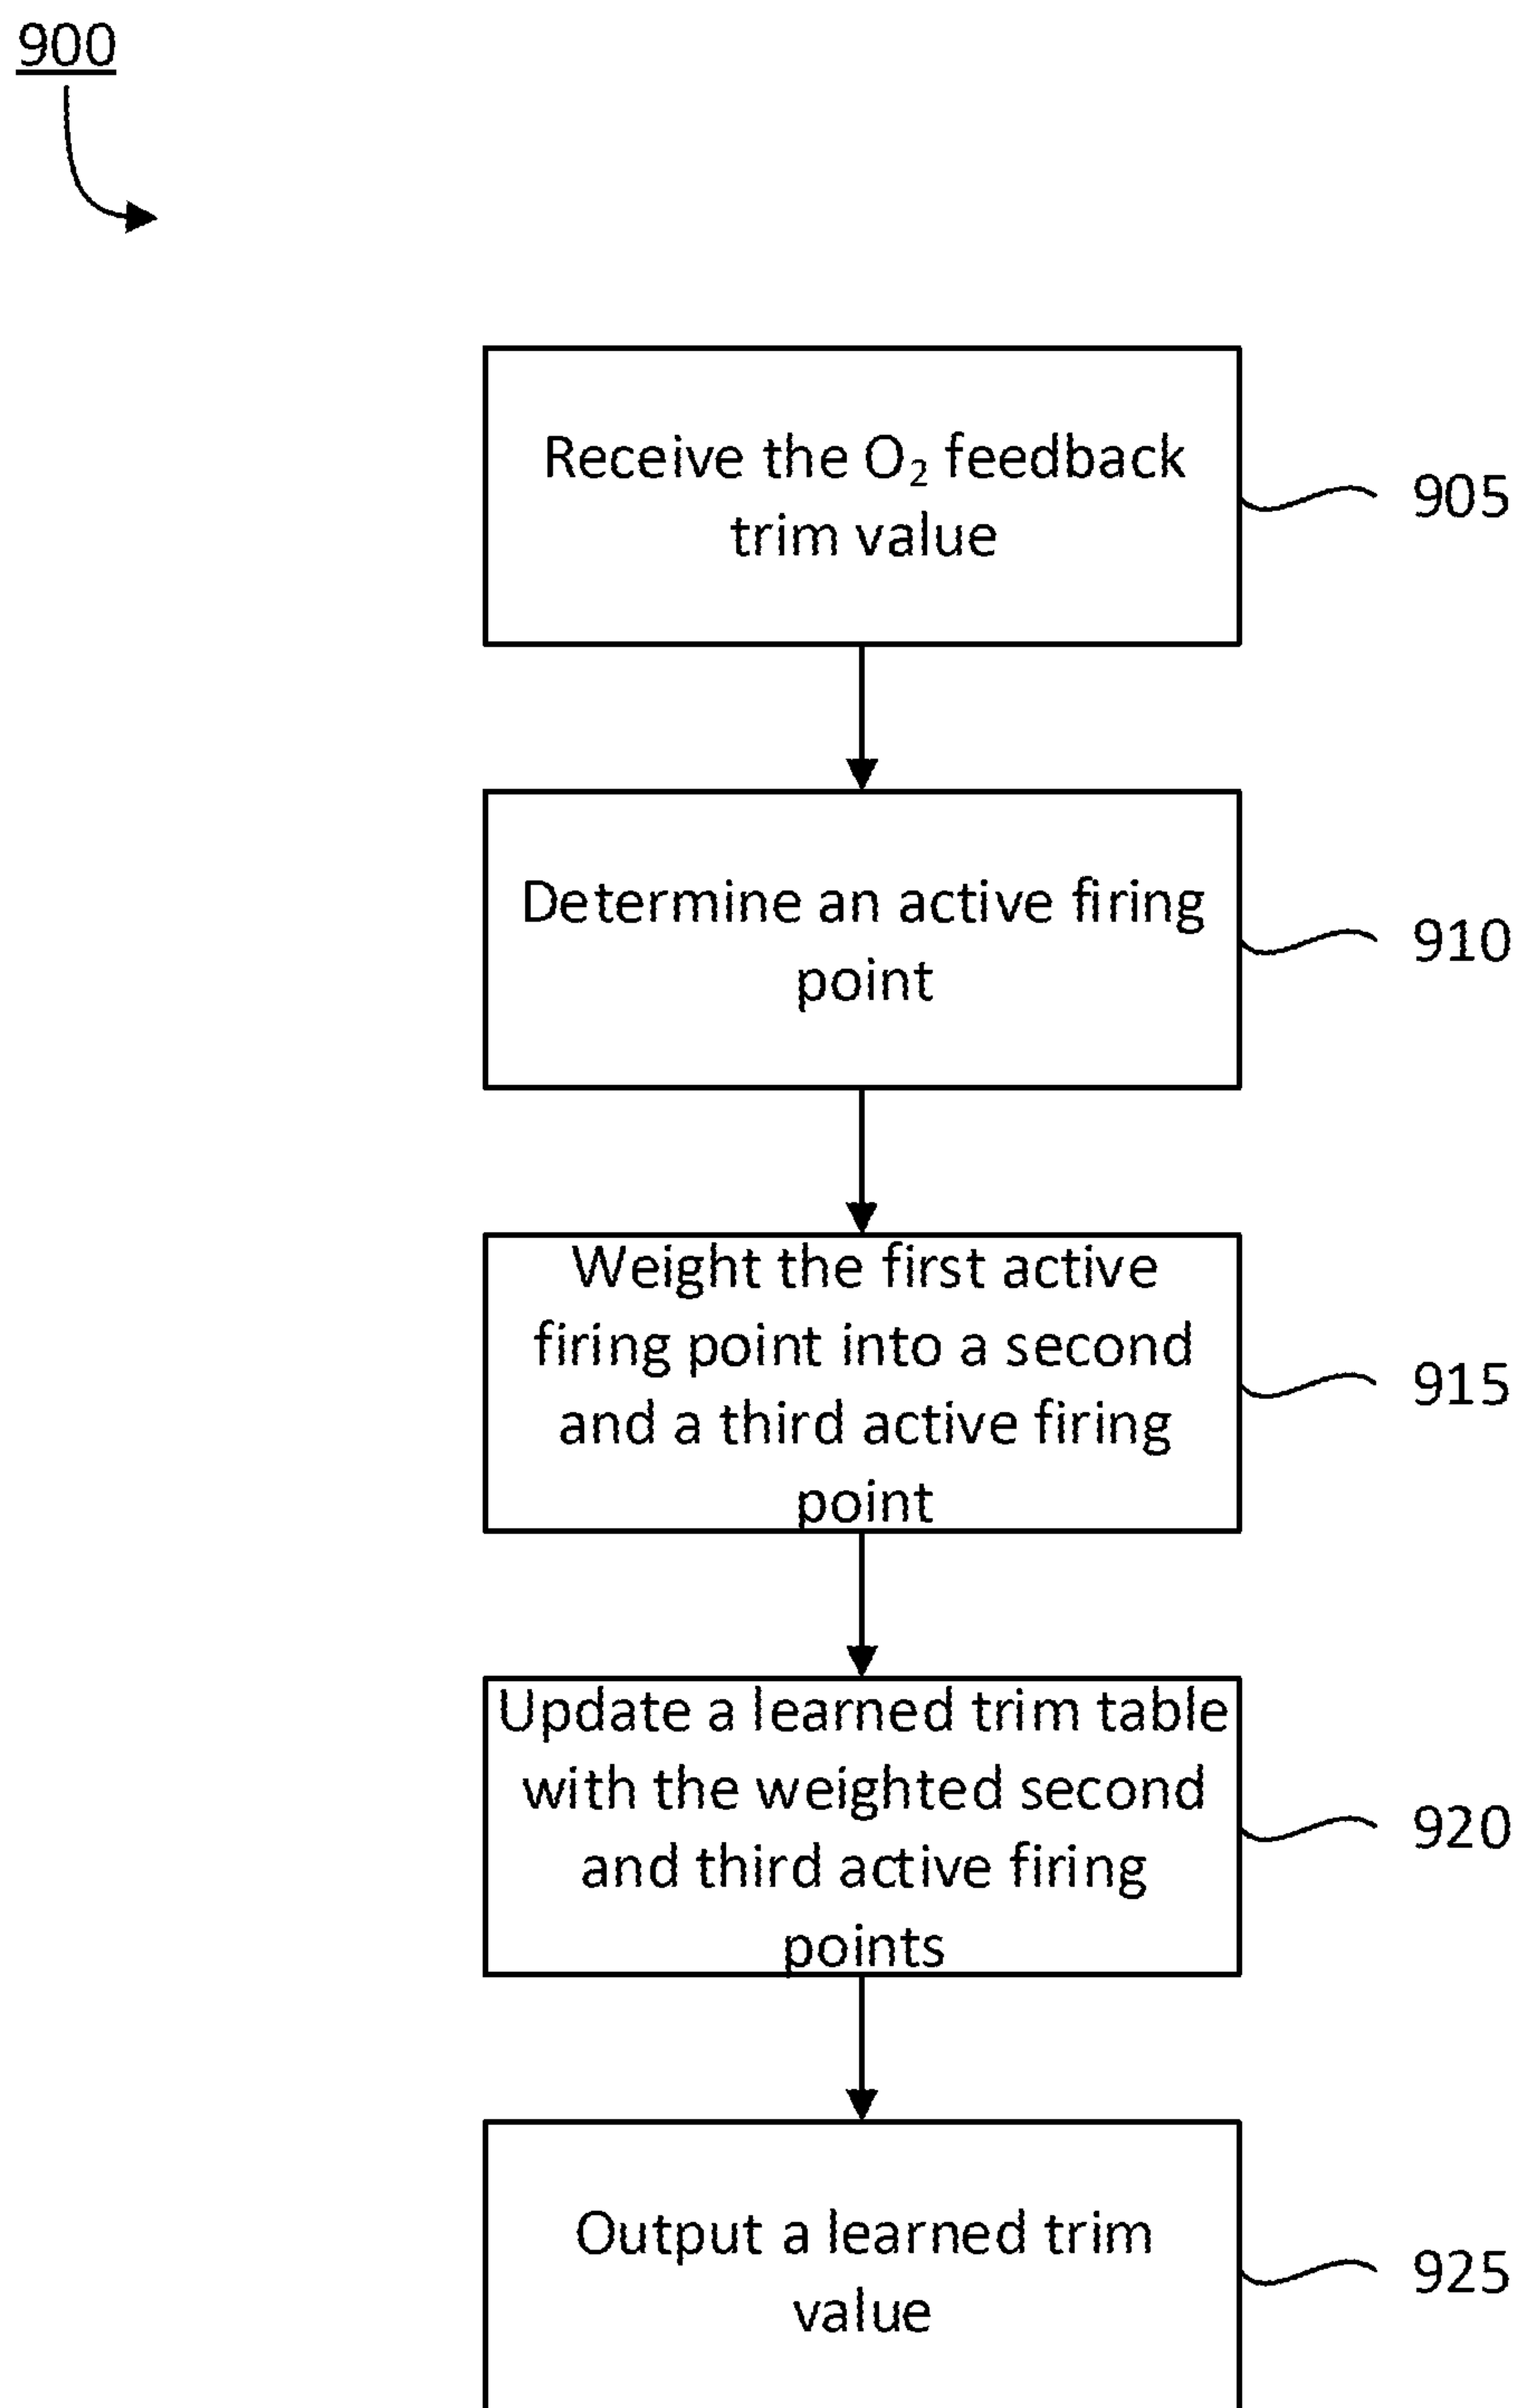 900
Receive the O₂ feedback
trim value
905
Determine an active firing
point
910
Weight the first active
firing point into a second
and a third active firing
point
915
Update a learned trim table
with the weighted second
and third active firing
points
920
Output a learned trim
value
925